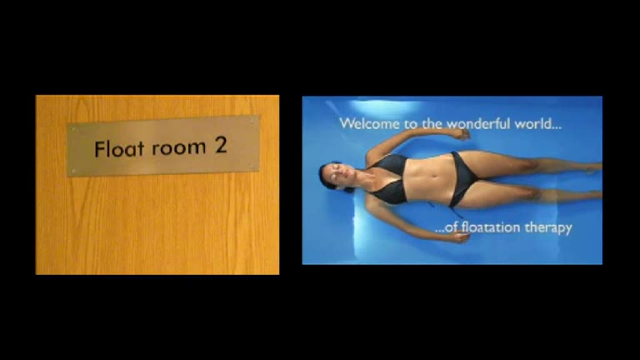 Float room 2
Welcome to the wonderful world...
...of floatation therapy